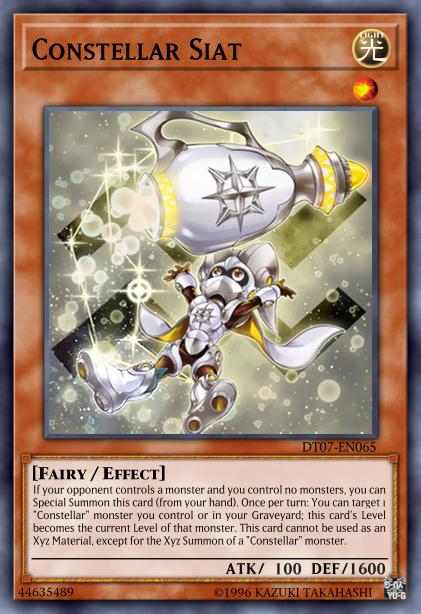 CONSTELLAR SIAT
LIGHT
光
DT07-EN065
[FAIRY / EFFECT]
If your opponent controls a monster and you control no monsters, you can
Special Summon this card (from your hand). Once per turn: You can target 1
"Constellar" monster you control or in your Graveyard; this card's Level
becomes the current Level of that monster. This card cannot be used as an
Xyz Material, except for the Xyz Summon of a "Constellar" monster.
ATK/ 100 DEF/1600
44635489
©1996 KAZUKI TAKAHASHI